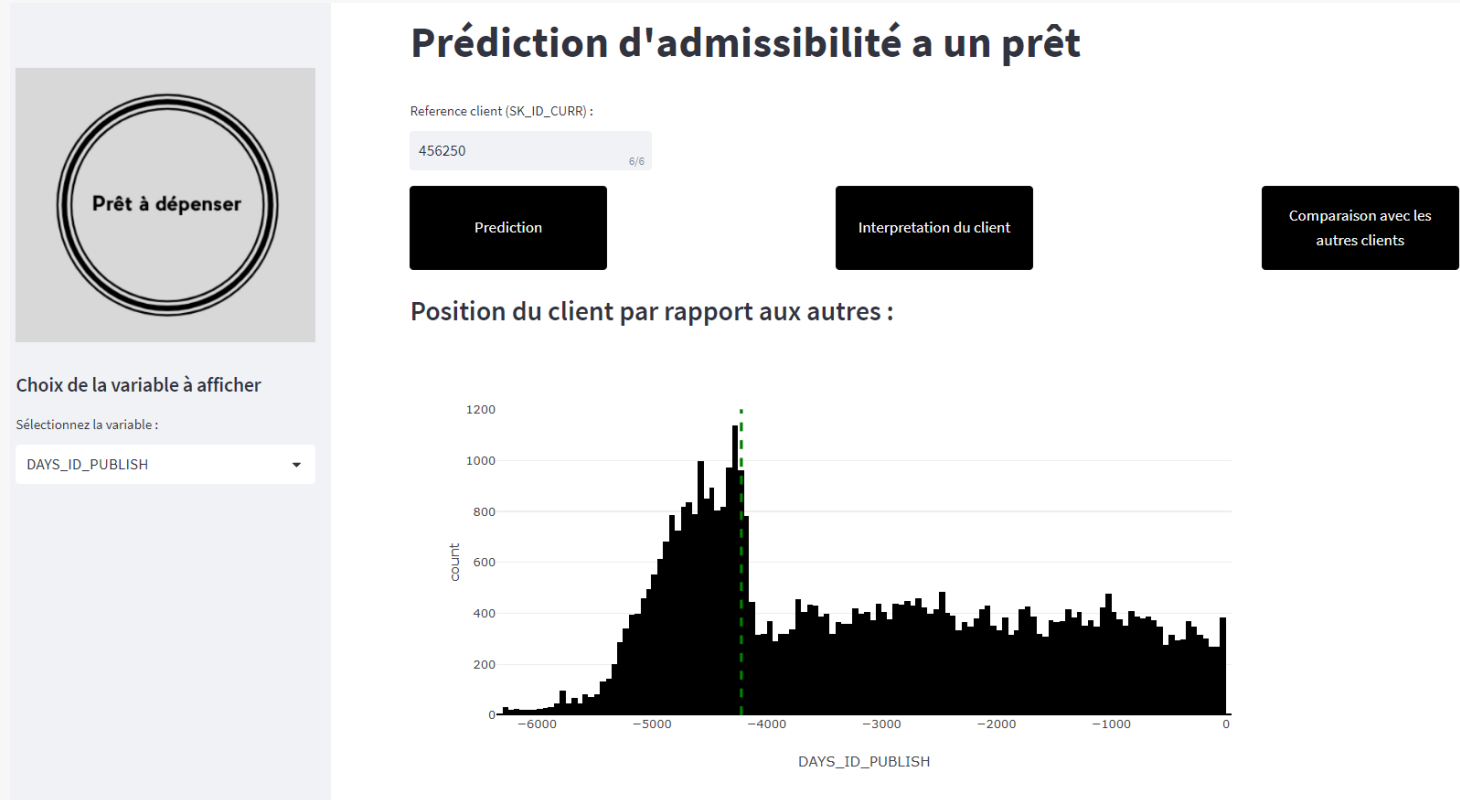 Prédiction d'admissibilité a un prêt
Prêt à dépenser
Choix de la variable à afficher
Sélectionnez la variable :
DAYS_ID_PUBLISH
Reference client (SK_ID_CURR) :
456250
6/6
Prediction
Interpretation du client
Comparaison avec les
autres clients
Position du client par rapport aux autres :
1200
1000
800
600
400
200
0
count
−6000 −5000 −4000 −3000 −2000 −1000 0
DAYS_ID_PUBLISH